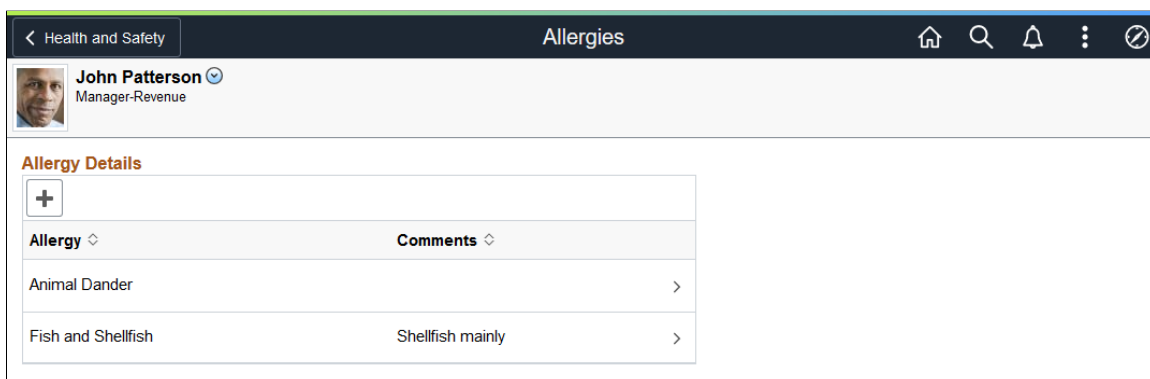 Health and Safety
Allergies
John Patterson
Manager-Revenue
Allergy Details
Allergy Comments
Animal Dander
Fish and Shellfish Shellfish mainly